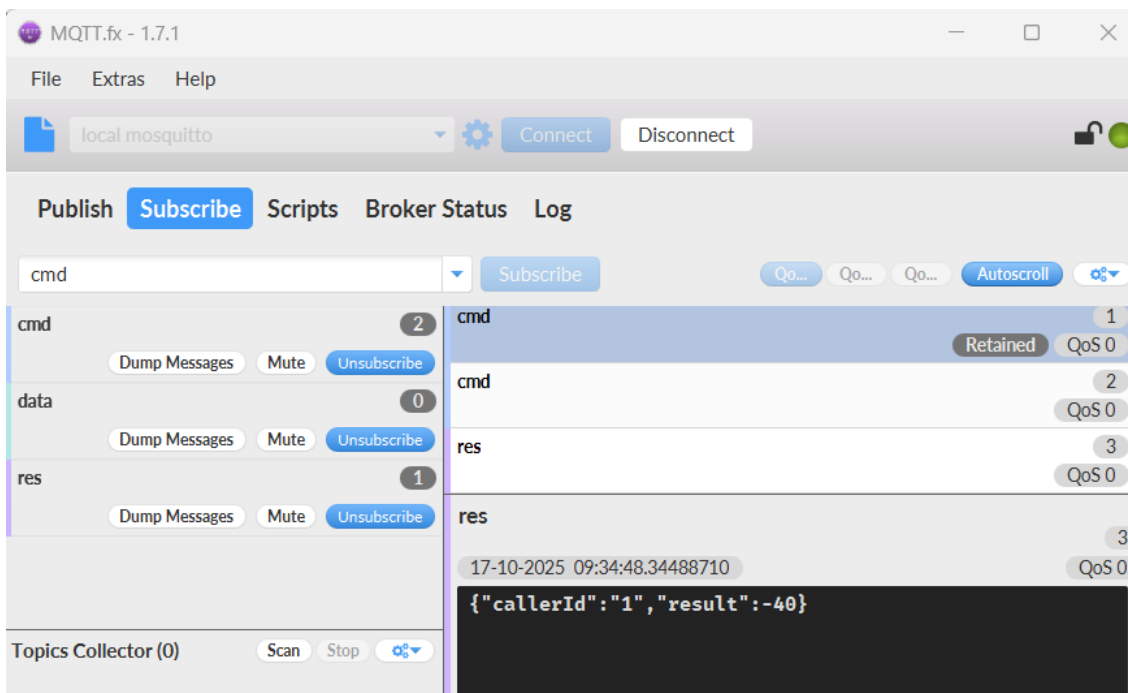 MQTT.fx - 1.7.1
File Extras Help
local mosquitto Connect Disconnect
Publish Subscribe Scripts Broker Status Log
cmd Subscribe Qo... Qo... Qo... Autoscroll
cmd 2
Dump Messages Mute Unsubscribe
data 0
Dump Messages Mute Unsubscribe
res 1
Dump Messages Mute Unsubscribe
Topics Collector (0) Scan Stop
cmd 1
Retained QoS 0
cmd 2
QoS 0
res 3
QoS 0
res
3
17-10-2025 09:34:48.34488710 QoS 0
{"callerId":"1","result":-40}